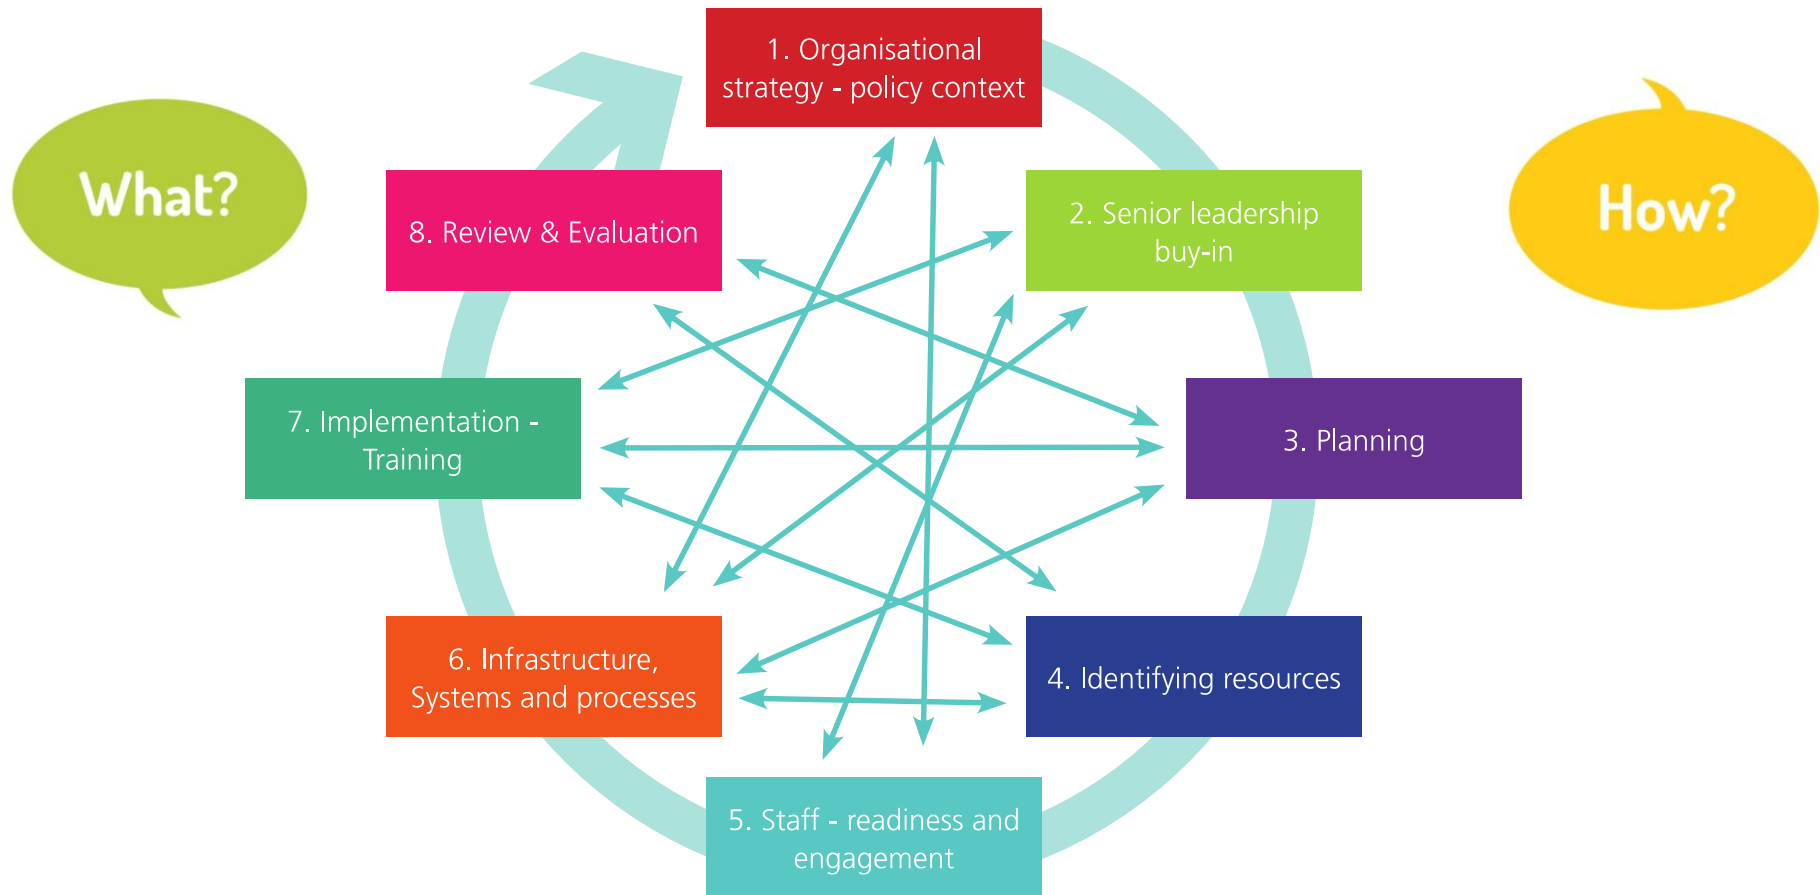 What?
How?
1. Organisational
strategy - policy context
2. Senior leadership
buy-in
3. Planning
4. Identifying resources
5. Staff - readiness and
engagement
6. Infrastructure,
Systems and processes
7. Implementation -
Training
8. Review & Evaluation